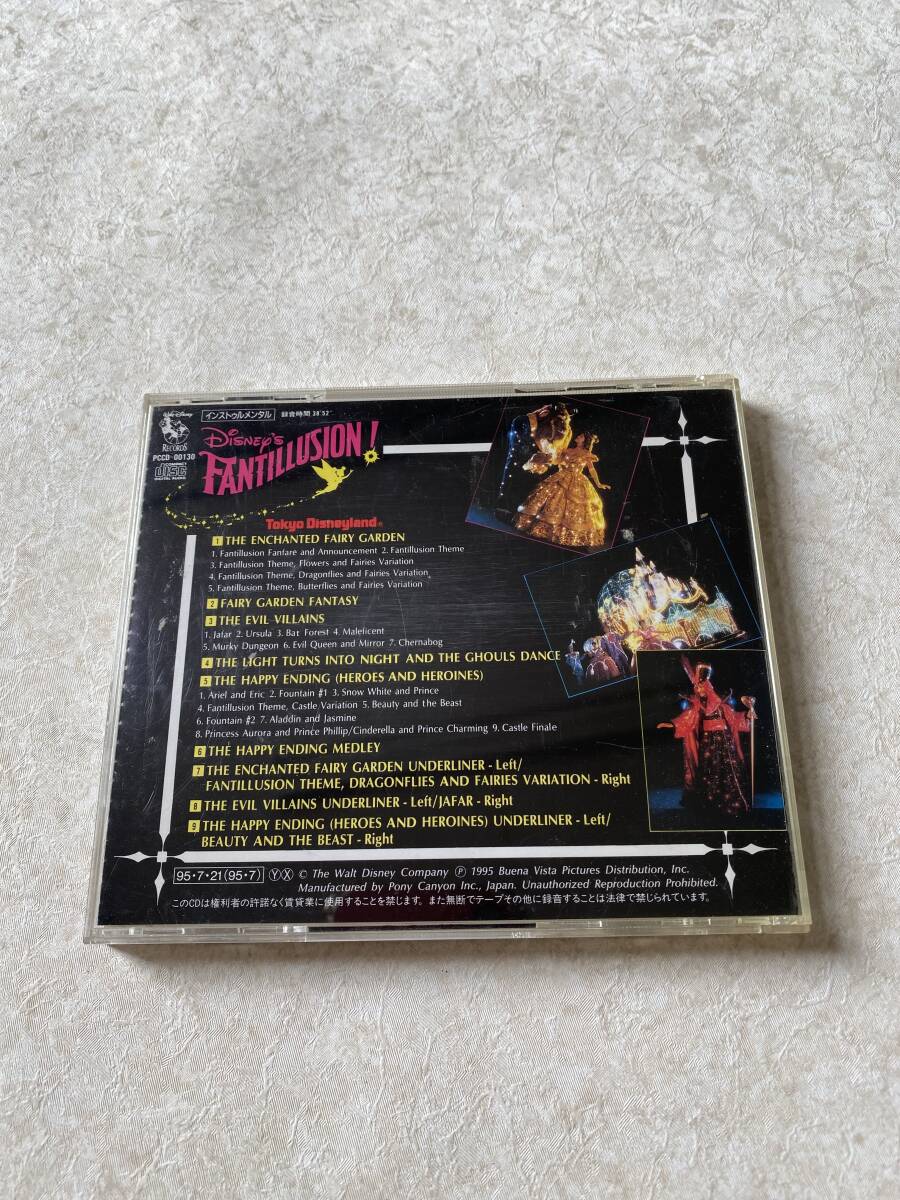 Walt Disney
RECORDS
PCCD-00130
COMPACT
disc
DIGITAL AUDIO
インストゥルメンタル 録音時間 38'52"
DISNEY'S
FANTILLUSION!
Tokyo Disneyland®
1 THE ENCHANTED FAIRY GARDEN
1. Fantillusion Fanfare and Announcement 2. Fantillusion Theme
3. Fantillusion Theme, Flowers and Fairies Variation
4. Fantillusion Theme, Dragonflies and Fairies Variation
5. Fantillusion Theme, Butterflies and Fairies Variation
2 FAIRY GARDEN FANTASY
3 THE EVIL VILLAINS
1. Jafar 2. Ursula 3. Bat Forest 4. Maleficent
5. Murky Dungeon 6. Evil Queen and Mirror 7. Chernabog
4 THE LIGHT TURNS INTO NIGHT AND THE GHOULS DANCE
5 THE HAPPY ENDING (HEROES AND HEROINES)
1. Ariel and Eric 2. Fountain #1 3. Snow White and Prince
4. Fantillusion Theme, Castle Variation 5. Beauty and the Beast
6. Fountain #2 7. Aladdin and Jasmine
8. Princess Aurora and Prince Phillip/Cinderella and Prince Charming 9. Castle Finale
6 THE HAPPY ENDING MEDLEY
7 THE ENCHANTED FAIRY GARDEN UNDERLINER - Left/
FANTILLUSION THEME, DRAGONFLIES AND FAIRIES VARIATION - Right
8 THE EVIL VILLAINS UNDERLINER - Left/JAFAR - Right
9 THE HAPPY ENDING (HEROES AND HEROINES) UNDERLINER - Left/
BEAUTY AND THE BEAST - Right
95・7・21(95・7) Ⓨ Ⓧ © The Walt Disney Company ℗ 1995 Buena Vista Pictures Distribution, Inc.
Manufactured by Pony Canyon Inc., Japan. Unauthorized Reproduction Prohibited.
このCDは権利者の許諾なく賃貸業に使用することを禁じます。また無断でテープその他に録音することは法律で禁じられています。